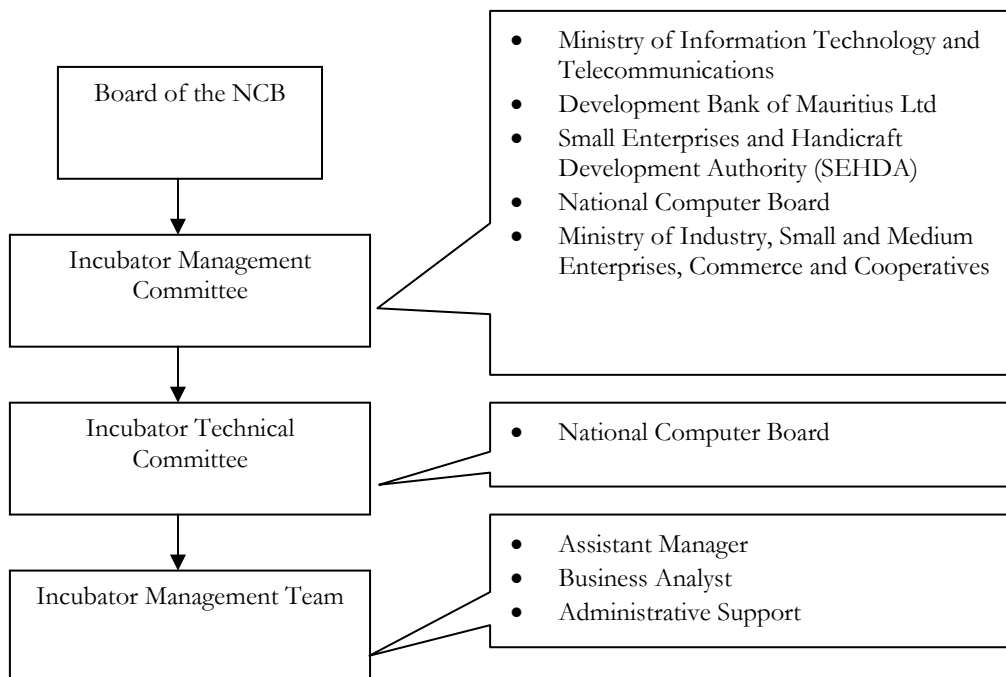 Board of the NCB
Incubator Management
Committee
• Ministry of Information Technology and
Telecommunications
• Development Bank of Mauritius Ltd
• Small Enterprises and Handicraft
Development Authority (SEHDA)
• National Computer Board
• Ministry of Industry, Small and Medium
Enterprises, Commerce and Cooperatives
Incubator Technical
Committee
• National Computer Board
Incubator Management Team
• Assistant Manager
• Business Analyst
• Administrative Support